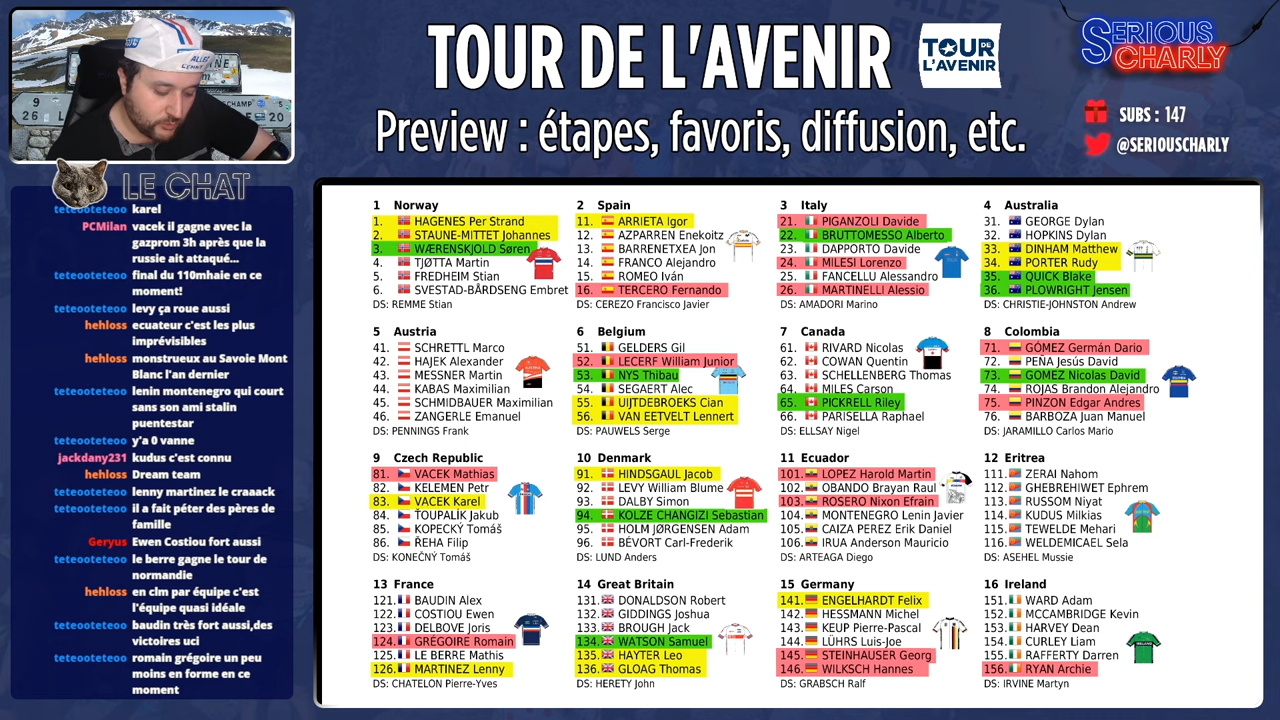 TOUR DE L'AVENIR
TOUR DE L'AVENIR
Preview : étapes, favoris, diffusion, etc.
SERIOUS
CHARLY
SUBS : 147
@SERIOUSCHARLY
9
26
20
LE CHAT
teteooteteoo karel
PCMilan vacek il gagne avec la
gazprom 3h après que la
russie ait attaqué...
teteooteteoo final du 110mhaie en ce
moment!
teteooteteoo levy ça roue aussi
hehloss ecuateur c'est les plus
imprévisibles
hehloss monstrueux au Savoie Mont
Blanc l'an dernier
teteooteteoo lenin montenegro qui court
sans son ami stalin
puentestar
teteooteteoo y'a 0 vanne
jackdany231 kudus c'est connu
hehloss Dream team
teteooteteoo lenny martinez le craaack
teteooteteoo il a fait péter des pères de
famille
Geryus Ewen Costiou fort aussi
teteooteteoo le berre gagne le tour de
normandie
hehloss en clm par équipe c'est
l'équipe quasi idéale
teteooteteoo baudin très fort aussi,des
victoires uci
teteooteteoo romain grégoire un peu
moins en forme en ce
moment
1 Norway
1. HAGENES Per Strand
2. STAUNE-MITTET Johannes
3. WÆRENSKJOLD Søren
4. TJØTTA Martin
5. FREDHEIM Stian
6. SVESTAD-BÅRDSENG Embret
DS: REMME Stian
2 Spain
11. ARRIETA Igor
12. AZPARREN Enekoitz
13. BARRENETXEA Jon
14. FRANCO Alejandro
15. ROMEO Iván
16. TERCERO Fernando
DS: CEREZO Francisco Javier
3 Italy
21. PIGANZOLI Davide
22. BRUTTOMESSO Alberto
23. DAPPORTO Davide
24. MILESI Lorenzo
25. FANCELLU Alessandro
26. MARTINELLI Alessio
DS: AMADORI Marino
4 Australia
31. GEORGE Dylan
32. HOPKINS Dylan
33. DINHAM Matthew
34. PORTER Rudy
35. QUICK Blake
36. PLOWRIGHT Jensen
DS: CHRISTIE-JOHNSTON Andrew
5 Austria
41. SCHRETTL Marco
42. HAJEK Alexander
43. MESSNER Martin
44. KABAS Maximilian
45. SCHMIDBAUER Maximilian
46. ZANGERLE Emanuel
DS: PENNINGS Frank
6 Belgium
51. GELDERS Gil
52. LECERF William Junior
53. NYS Thibau
54. SEGAERT Alec
55. UIJTDEBROEKS Cian
56. VAN EETVELT Lennert
DS: PAUWELS Serge
7 Canada
61. RIVARD Nicolas
62. COWAN Quentin
63. SCHELLENBERG Thomas
64. MILES Carson
65. PICKRELL Riley
66. PARISELLA Raphael
DS: ELLSAY Nigel
8 Colombia
71. GÓMEZ Germán Dario
72. PEÑA Jesús David
73. GÓMEZ Nicolas David
74. ROJAS Brandon Alejandro
75. PINZON Edgar Andres
76. BARBOZA Juan Manuel
DS: JARAMILLO Carlos Mario
9 Czech Republic
81. VACEK Mathias
82. KELEMEN Petr
83. VACEK Karel
84. ŤOUPALÍK Jakub
85. KOPECKÝ Tomáš
86. ŘEHA Filip
DS: KONEČNÝ Tomáš
10 Denmark
91. HINDSGAUL Jacob
92. LEVY William Blume
93. DALBY Simon
94. KOLZE CHANGIZI Sebastian
95. HOLM JØRGENSEN Adam
96. BÉVORT Carl-Frederik
DS: LUND Anders
11 Ecuador
101. LOPEZ Harold Martin
102. OBANDO Brayan Raul
103. ROSERO Nixon Efrain
104. MONTENEGRO Lenin Javier
105. CAIZA PEREZ Erik Daniel
106. IRUA Anderson Mauricio
DS: ARTEAGA Diego
12 Eritrea
111. ZERAI Nahom
112. GHEBREHIWET Ephrem
113. RUSSOM Niyat
114. KUDUS Milkias
115. TEWELDE Mehari
116. WELDEMICAEL Sela
DS: ASEHEL Mussie
13 France
121. BAUDIN Alex
122. COSTIOU Ewen
123. DELBOVE Joris
124. GRÉGOIRE Romain
125. LE BERRE Mathis
126. MARTINEZ Lenny
DS: CHATELON Pierre-Yves
14 Great Britain
131. DONALDSON Robert
132. GIDDINGS Joshua
133. BROUGH Jack
134. WATSON Samuel
135. HAYTER Leo
136. GLOAG Thomas
DS: HERETY John
15 Germany
141. ENGELHARDT Felix
142. HESSMANN Michel
143. KEUP Pierre-Pascal
144. LÜHRS Luis-Joe
145. STEINHAUSER Georg
146. WILKSCH Hannes
DS: GRABSCH Ralf
16 Ireland
151. WARD Adam
152. MCCAMBRIDGE Kevin
153. HARVEY Dean
154. CURLEY Liam
155. RAFFERTY Darren
156. RYAN Archie
DS: IRVINE Martyn